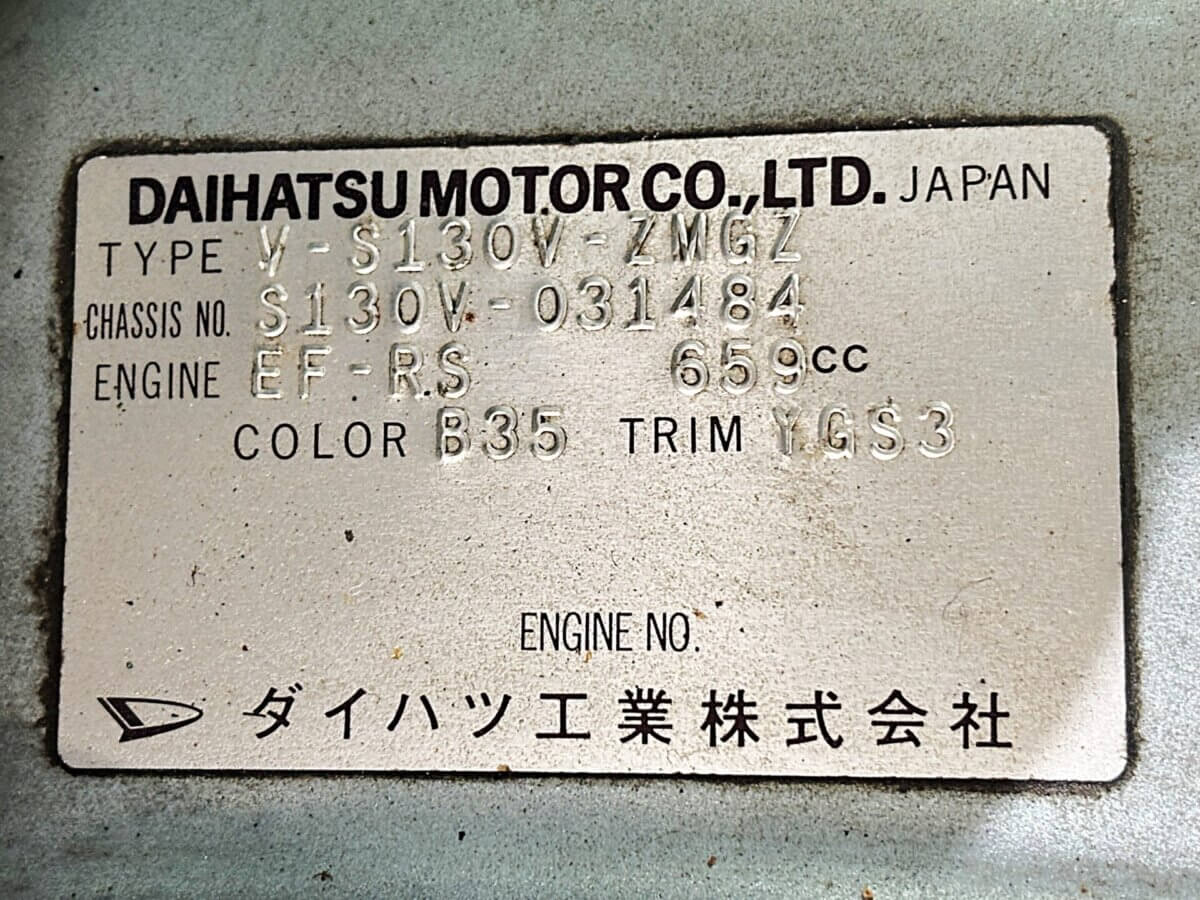 DAIHATSU MOTOR CO.,LTD. JAPAN
TYPE V-S130V-ZMGZ
CHASSIS NO. S130V-031484
ENGINE EF-RS 659CC
COLOR B35 TRIM YGS3
ENGINE NO.
ダイハツ工業株式会社